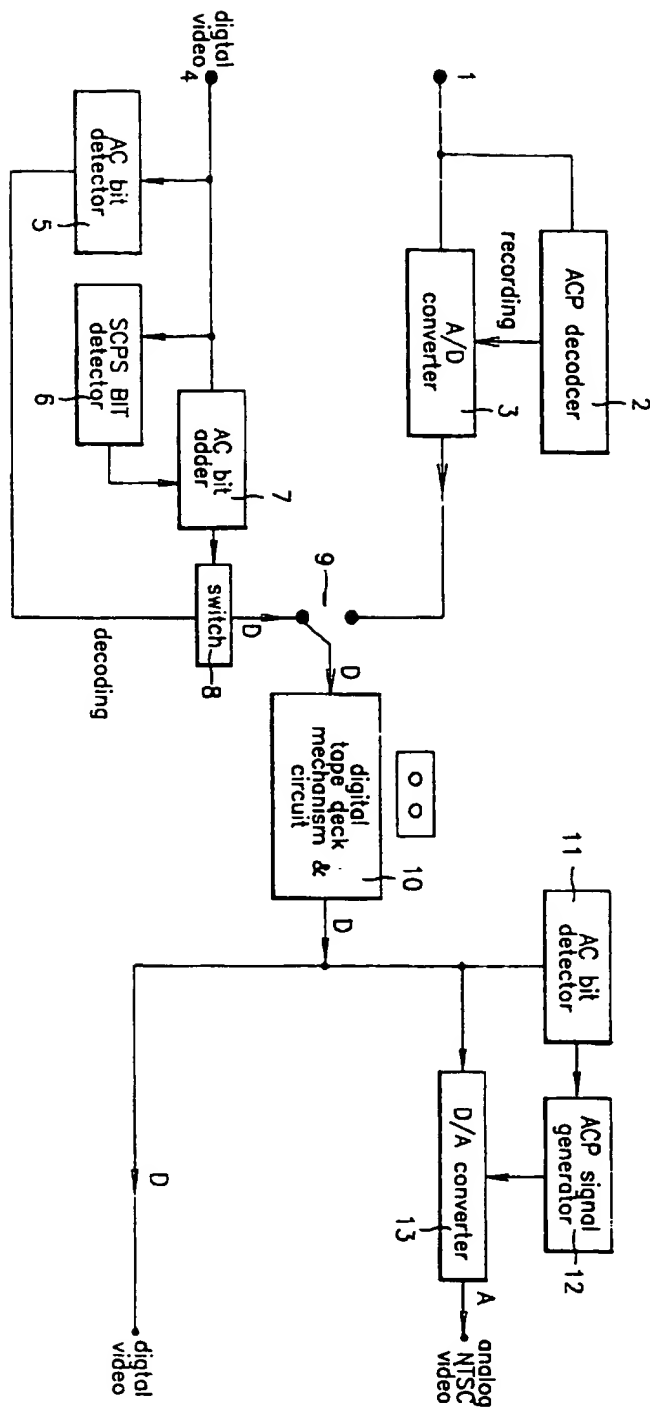 ACP decodcer
2
1
recording
A/D
converter
3
digtal
video
4
AC bit
detector
5
SCPS BIT
detector
6
AC bit
adder
7
switch
8
D
decoding
9
D
digital
tape deck
mechanism &
circuit
10
D
11
AC bit
detector
ACP signal
generator
12
D/A converter
13
A
analog
NTSC
video
D
digtal
video